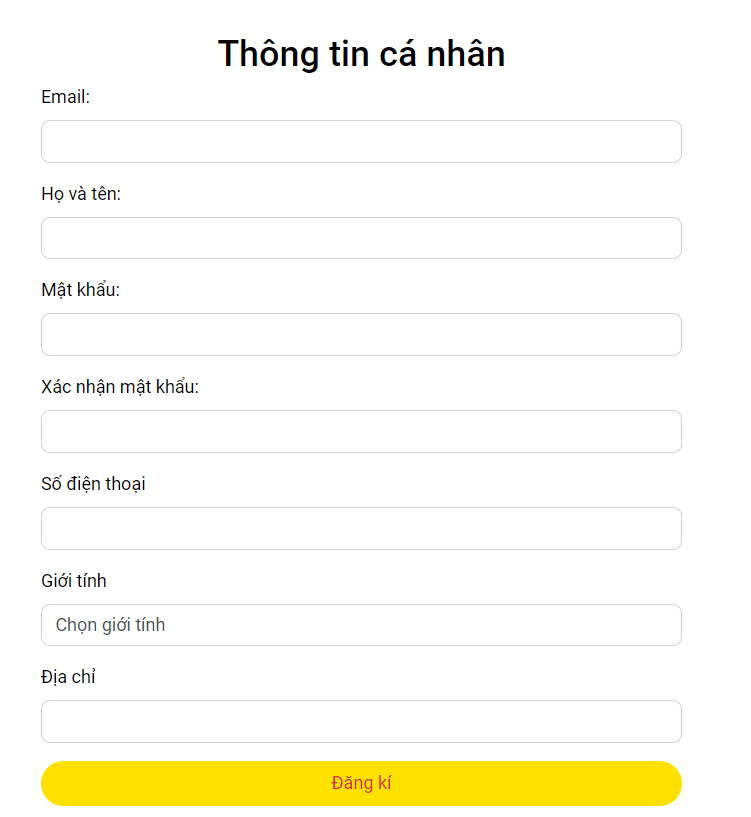 Thông tin cá nhân
Email:
Họ và tên:
Mật khẩu:
Xác nhận mật khẩu:
Số điện thoại
Giới tính
Chọn giới tính
Địa chỉ
Đăng kí